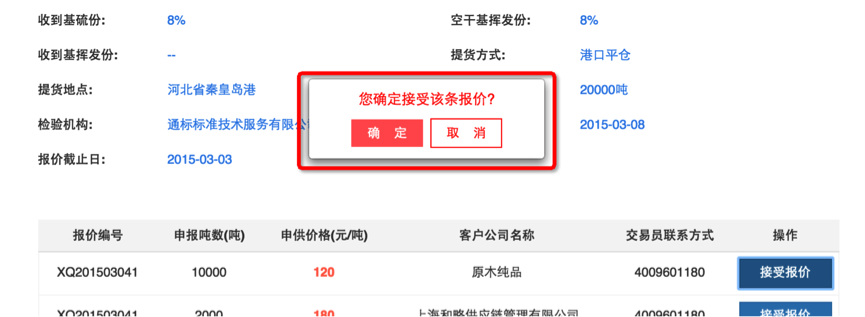 收到基硫份: 8% 空干基挥发份: 8%
收到基挥发份: -- 提货方式: 港口平仓
提货地点: 河北省秦皇岛港 20000吨
您确定接受该条报价?
检验机构: 通标标准技术服务有限公 2015-03-08
确 定 取 消
报价截止日: 2015-03-03
报价编号 申报吨数(吨) 申供价格(元/吨) 客户公司名称 交易员联系方式 操作
XQ201503041 10000 120 原木纯品 4009601180 接受报价
XQ201503041 2000 180 上海和略供应链管理有限公司 4009601180 接受报价